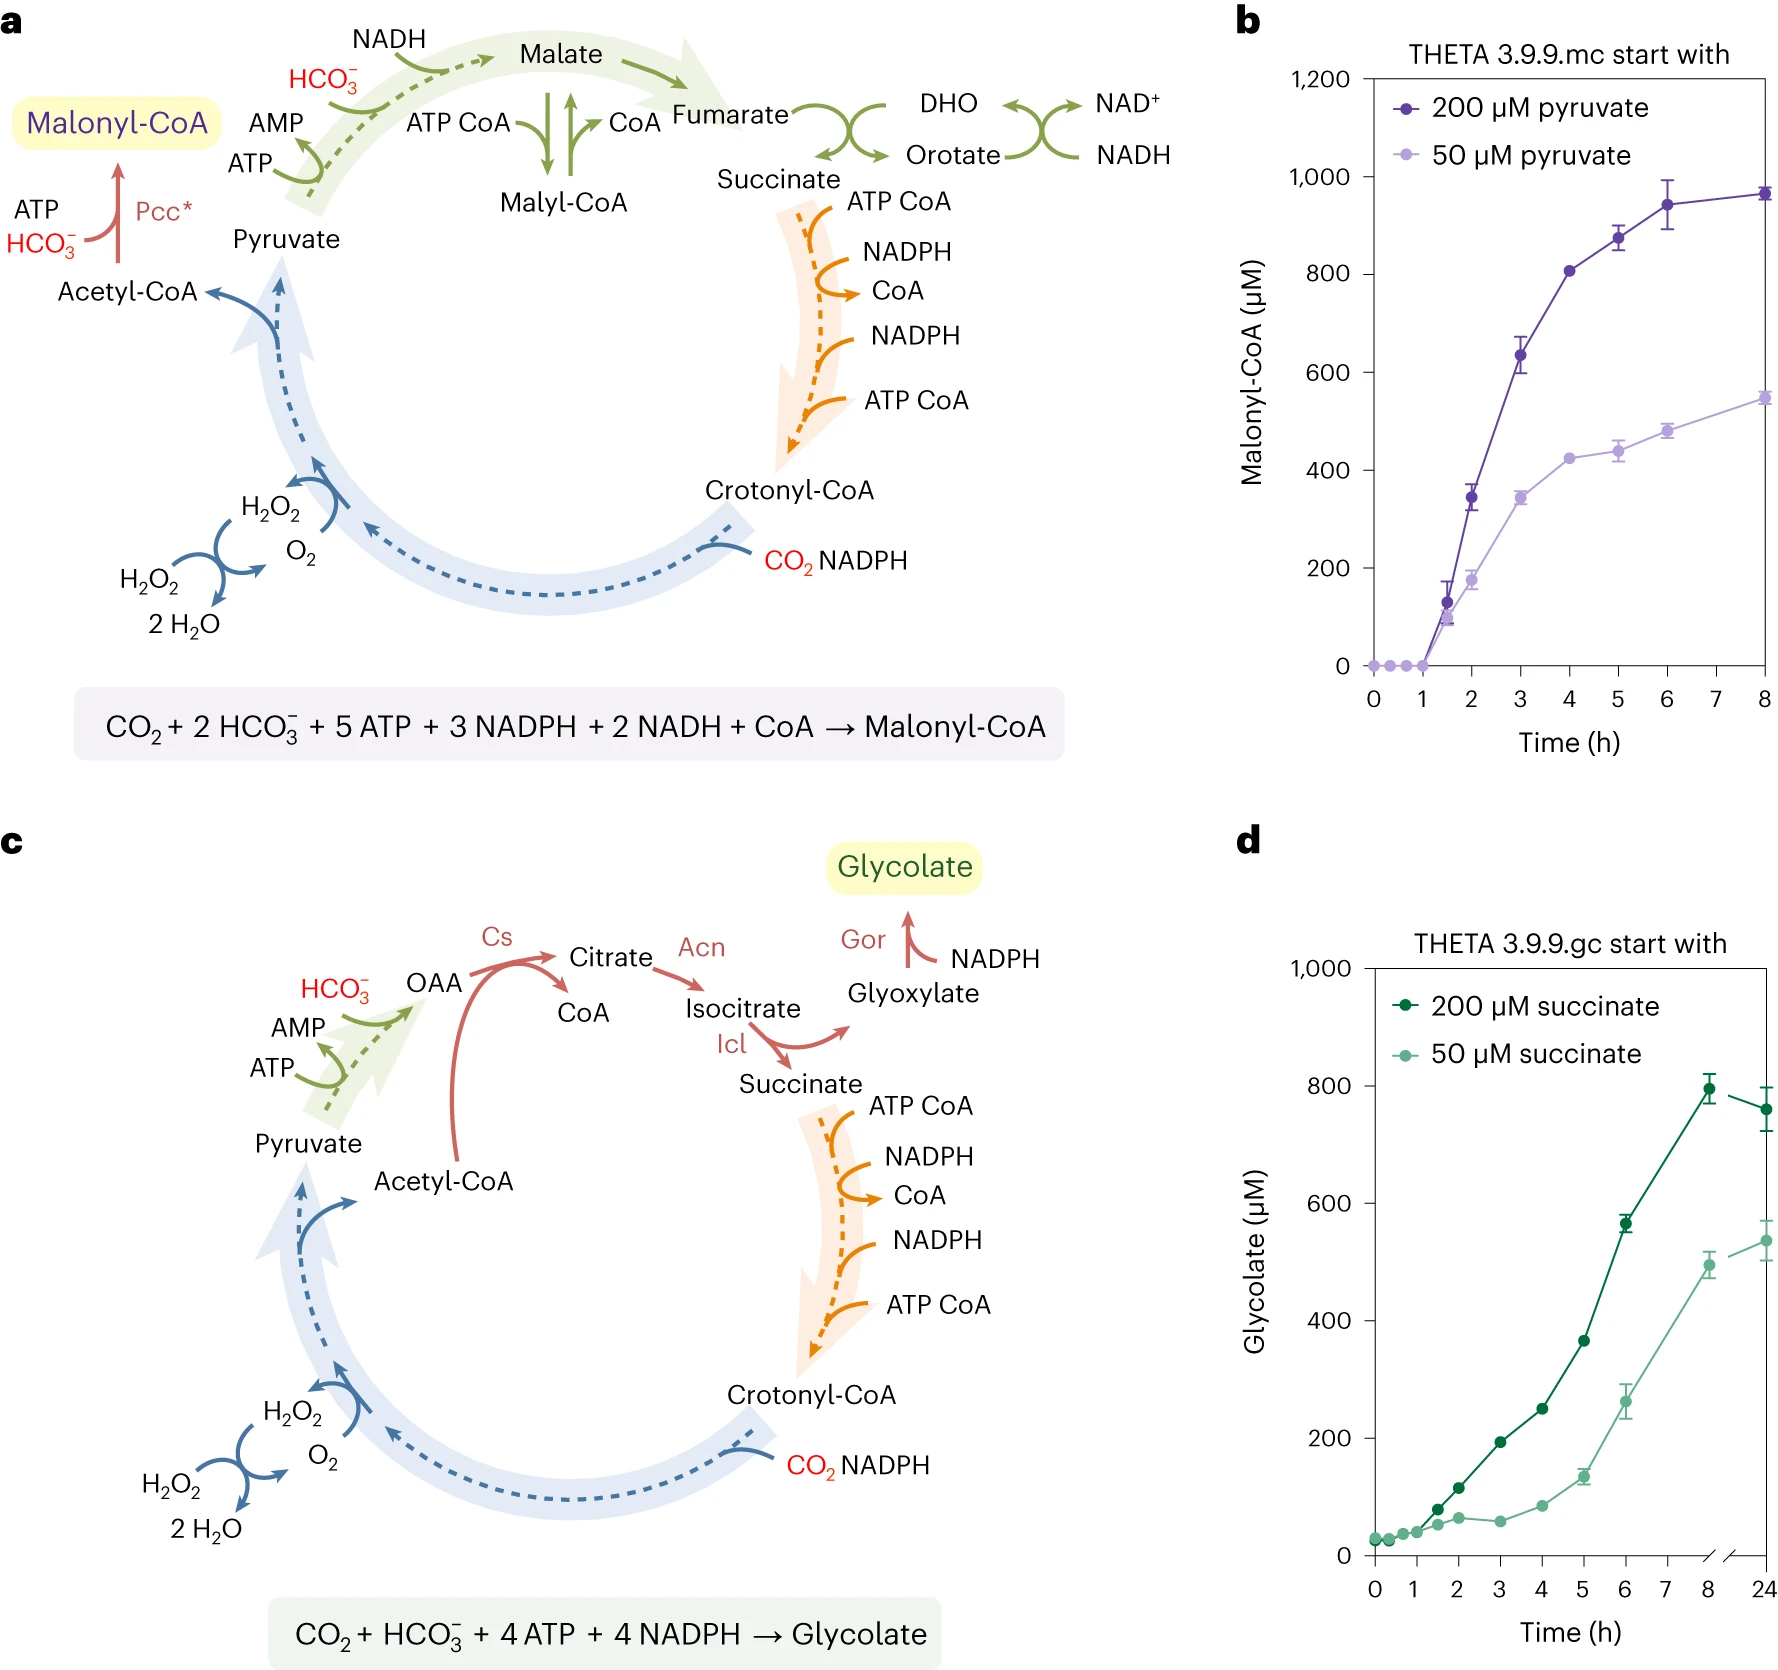 a
NADH
Malate
HCO₃⁻
Malonyl-CoA
AMP
ATP CoA
CoA
Fumarate
DHO
NAD⁺
ATP
Orotate
NADH
Succinate
Malyl-CoA
ATP
Pcc*
HCO₃⁻
Pyruvate
Acetyl-CoA
ATP CoA
NADPH
CoA
NADPH
ATP CoA
Crotonyl-CoA
H₂O₂
O₂
CO₂ NADPH
H₂O₂
2 H₂O
CO₂ + 2 HCO₃⁻ + 5 ATP + 3 NADPH + 2 NADH + CoA → Malonyl-CoA
b
THETA 3.9.9.mc start with
200 µM pyruvate
50 µM pyruvate
Malonyl-CoA (µM)
1,200
1,000
800
600
400
200
0
0 1 2 3 4 5 6 7 8
Time (h)
c
Glycolate
Cs
Citrate
Acn
Gor
NADPH
HCO₃⁻
OAA
Glyoxylate
CoA
Isocitrate
AMP
Icl
ATP
Succinate
Pyruvate
Acetyl-CoA
ATP CoA
NADPH
CoA
NADPH
ATP CoA
Crotonyl-CoA
H₂O₂
O₂
CO₂ NADPH
H₂O₂
2 H₂O
CO₂ + HCO₃⁻ + 4 ATP + 4 NADPH → Glycolate
d
THETA 3.9.9.gc start with
200 µM succinate
50 µM succinate
Glycolate (µM)
1,000
800
600
400
200
0
0 1 2 3 4 5 6 7 8 24
Time (h)